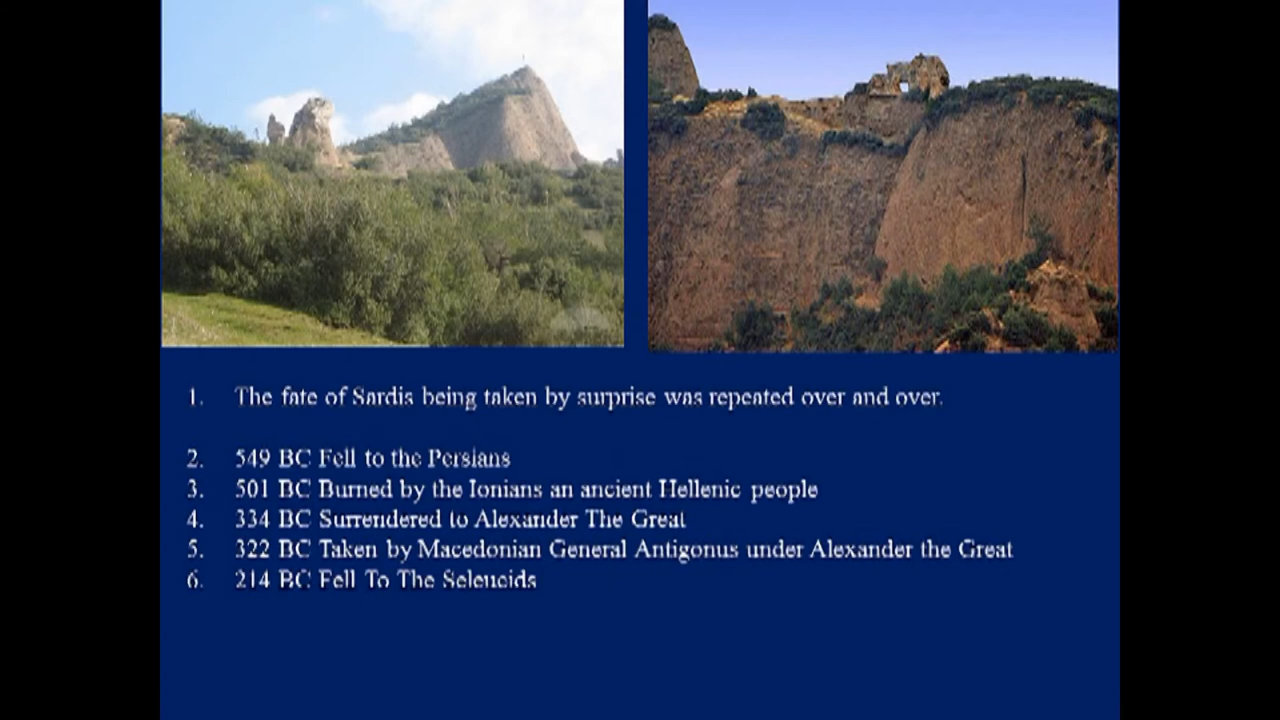 1. The fate of Sardis being taken by surprise was repeated over and over.
2. 549 BC Fell to the Persians
3. 501 BC Burned by the Ionians an ancient Hellenic people
4. 334 BC Surrendered to Alexander The Great
5. 322 BC Taken by Macedonian General Antigonus under Alexander the Great
6. 214 BC Fell To The Seleucids